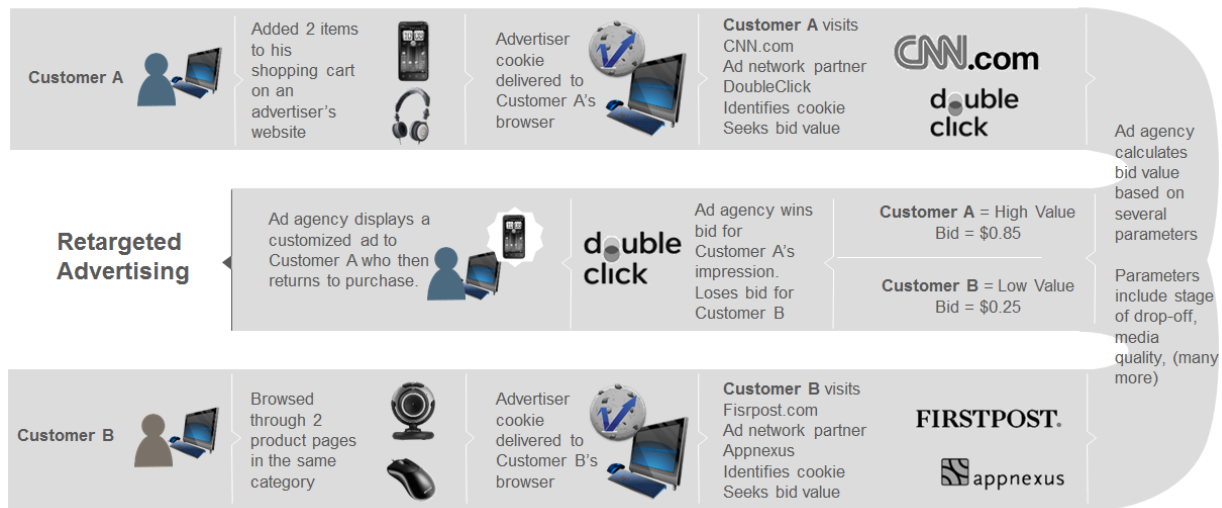 Customer A
Added 2 items
to his
shopping cart
on an
advertiser's
website
Advertiser
cookie
delivered to
Customer A's
browser
Customer A visits
CNN.com
Ad network partner
DoubleClick
Identifies cookie
Seeks bid value
CNN.com
double
click
Ad agency
calculates
bid value
based on
several
parameters
Parameters
include stage
of drop-off,
media
quality, (many
more)
Customer A = High Value
Bid = $0.85
Customer B = Low Value
Bid = $0.25
Ad agency wins
bid for
Customer A's
impression.
Loses bid for
Customer B
double
click
Ad agency displays a
customized ad to
Customer A who then
returns to purchase.
Retargeted
Advertising
Customer B
Browsed
through 2
product pages
in the same
category
Advertiser
cookie
delivered to
Customer B's
browser
Customer B visits
Fisrpost.com
Ad network partner
Appnexus
Identifies cookie
Seeks bid value
FIRSTPOST.
appnexus